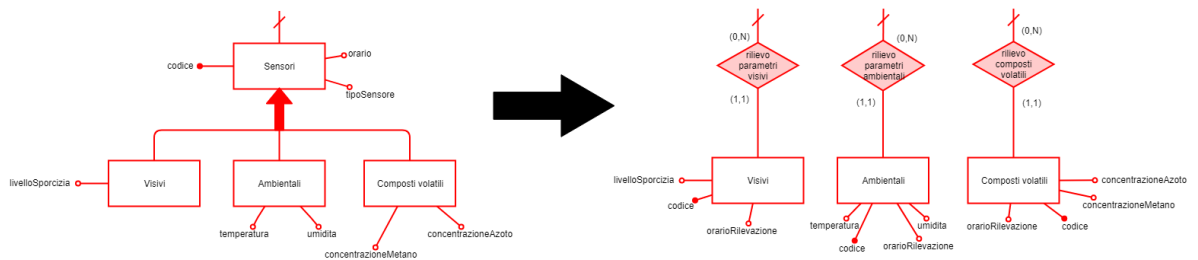 Sensori
codice
orario
tipoSensore
Visivi
Ambientali
Composti volatili
livelloSporcizia
temperatura
umidita
concentrazioneMetano
concentrazioneAzoto
(0,N)
rilievo
parametri
visivi
(1,1)
(0,N)
rilievo
parametri
ambientali
(1,1)
(0,N)
rilievo
composti
volatili
(1,1)
Visivi
livelloSporcizia
codice
orarioRilevazione
Ambientali
temperatura
codice
umidita
orarioRilevazione
Composti volatili
concentrazioneAzoto
concentrazioneMetano
orarioRilevazione
codice